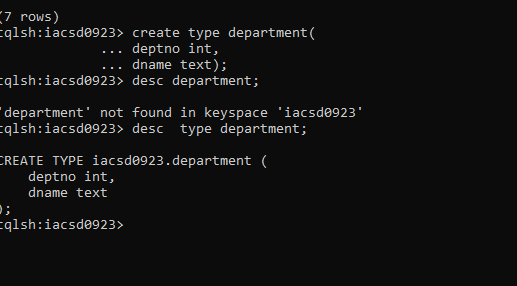 (7 rows)
cqlsh:iacsd0923> create type department(
... deptno int,
... dname text);
cqlsh:iacsd0923> desc department;
'department' not found in keyspace 'iacsd0923'
cqlsh:iacsd0923> desc  type department;
CREATE TYPE iacsd0923.department (
deptno int,
dname text
);
cqlsh:iacsd0923>